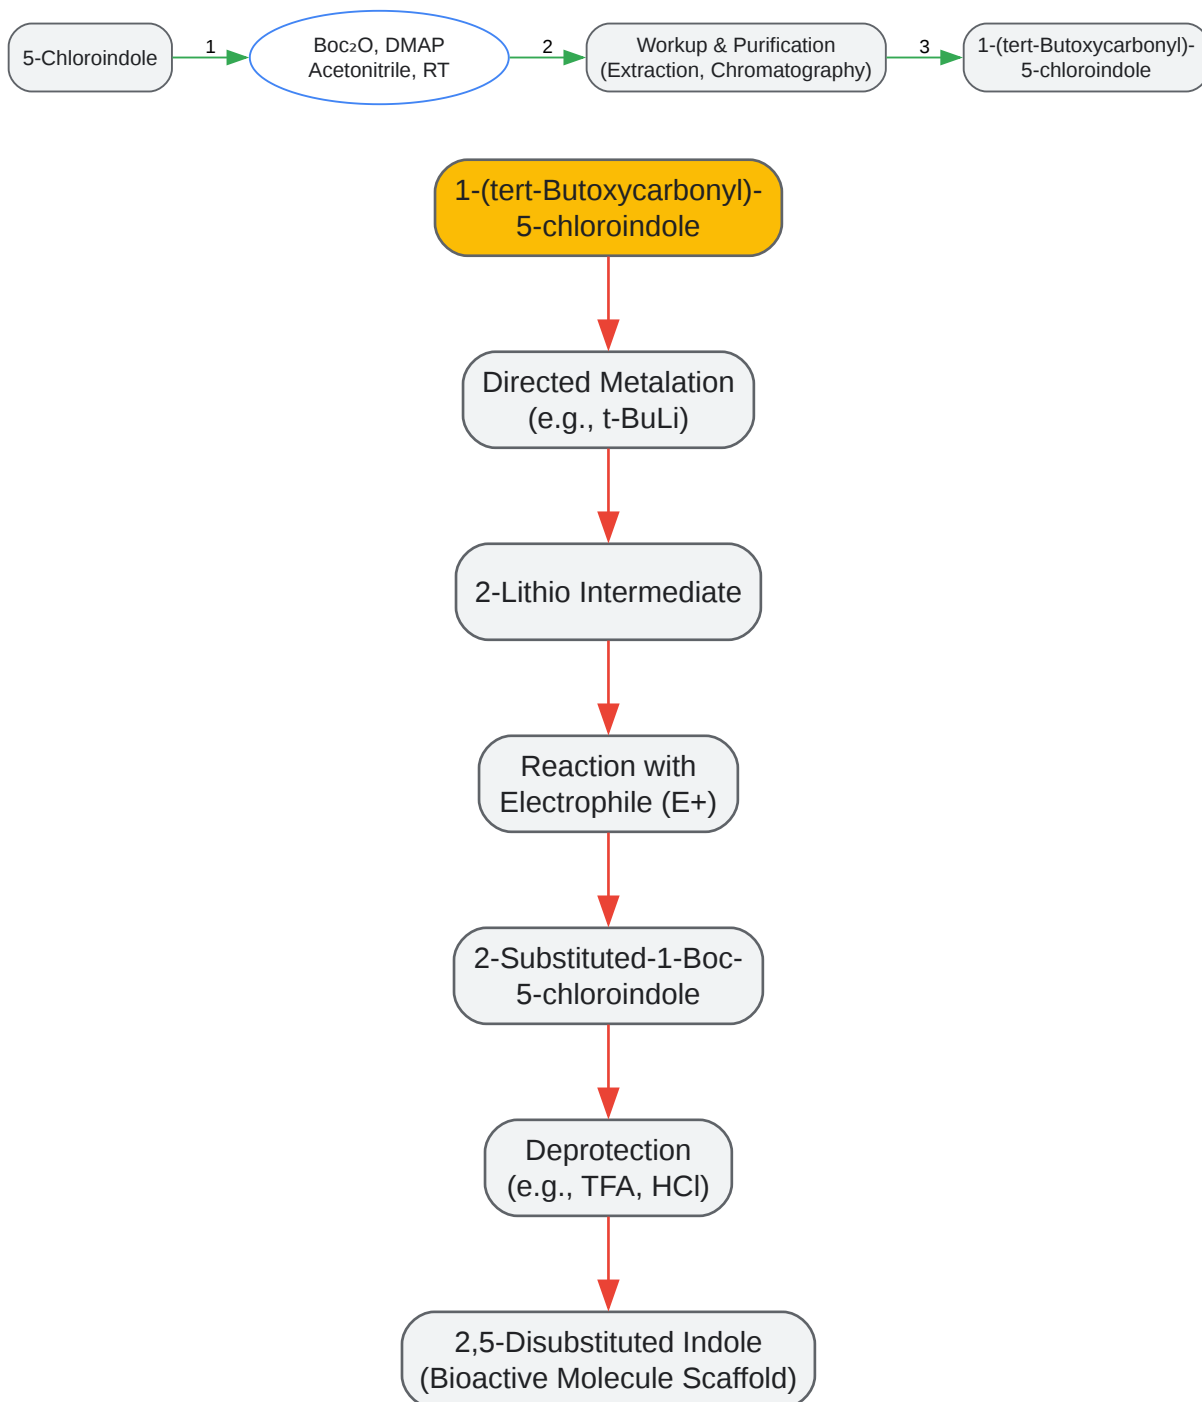 5-Chloroindole
1
Boc₂O, DMAP
Acetonitrile, RT
2
Workup & Purification
(Extraction, Chromatography)
3
1-(tert-Butoxycarbonyl)-
5-chloroindole
1-(tert-Butoxycarbonyl)-
5-chloroindole
Directed Metalation
(e.g., t-BuLi)
2-Lithio Intermediate
Reaction with
Electrophile (E+)
2-Substituted-1-Boc-
5-chloroindole
Deprotection
(e.g., TFA, HCl)
2,5-Disubstituted Indole
(Bioactive Molecule Scaffold)